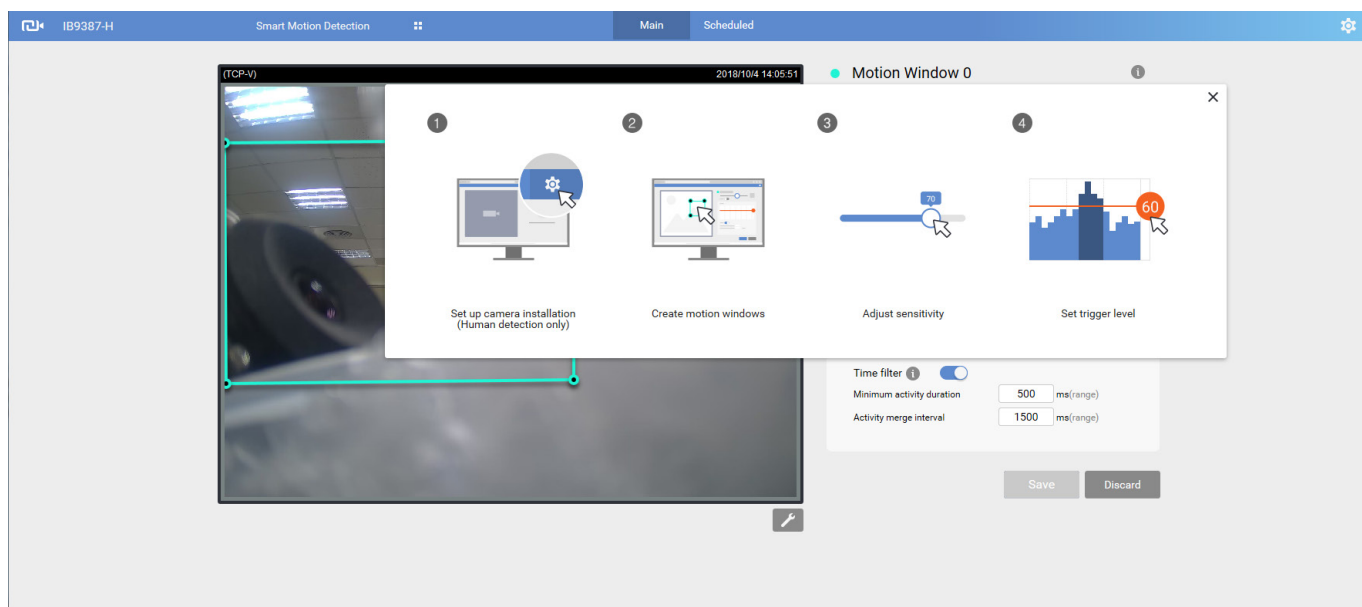 IB9387-H
Smart Motion Detection
Main
Scheduled
(TCP-V)
2018/10/4 14:05:51
Motion Window 0
1
2
3
4
70
60
Set up camera installation
(Human detection only)
Create motion windows
Adjust sensitivity
Set trigger level
Time filter
Minimum activity duration 500 ms(range)
Activity merge interval 1500 ms(range)
Save
Discard